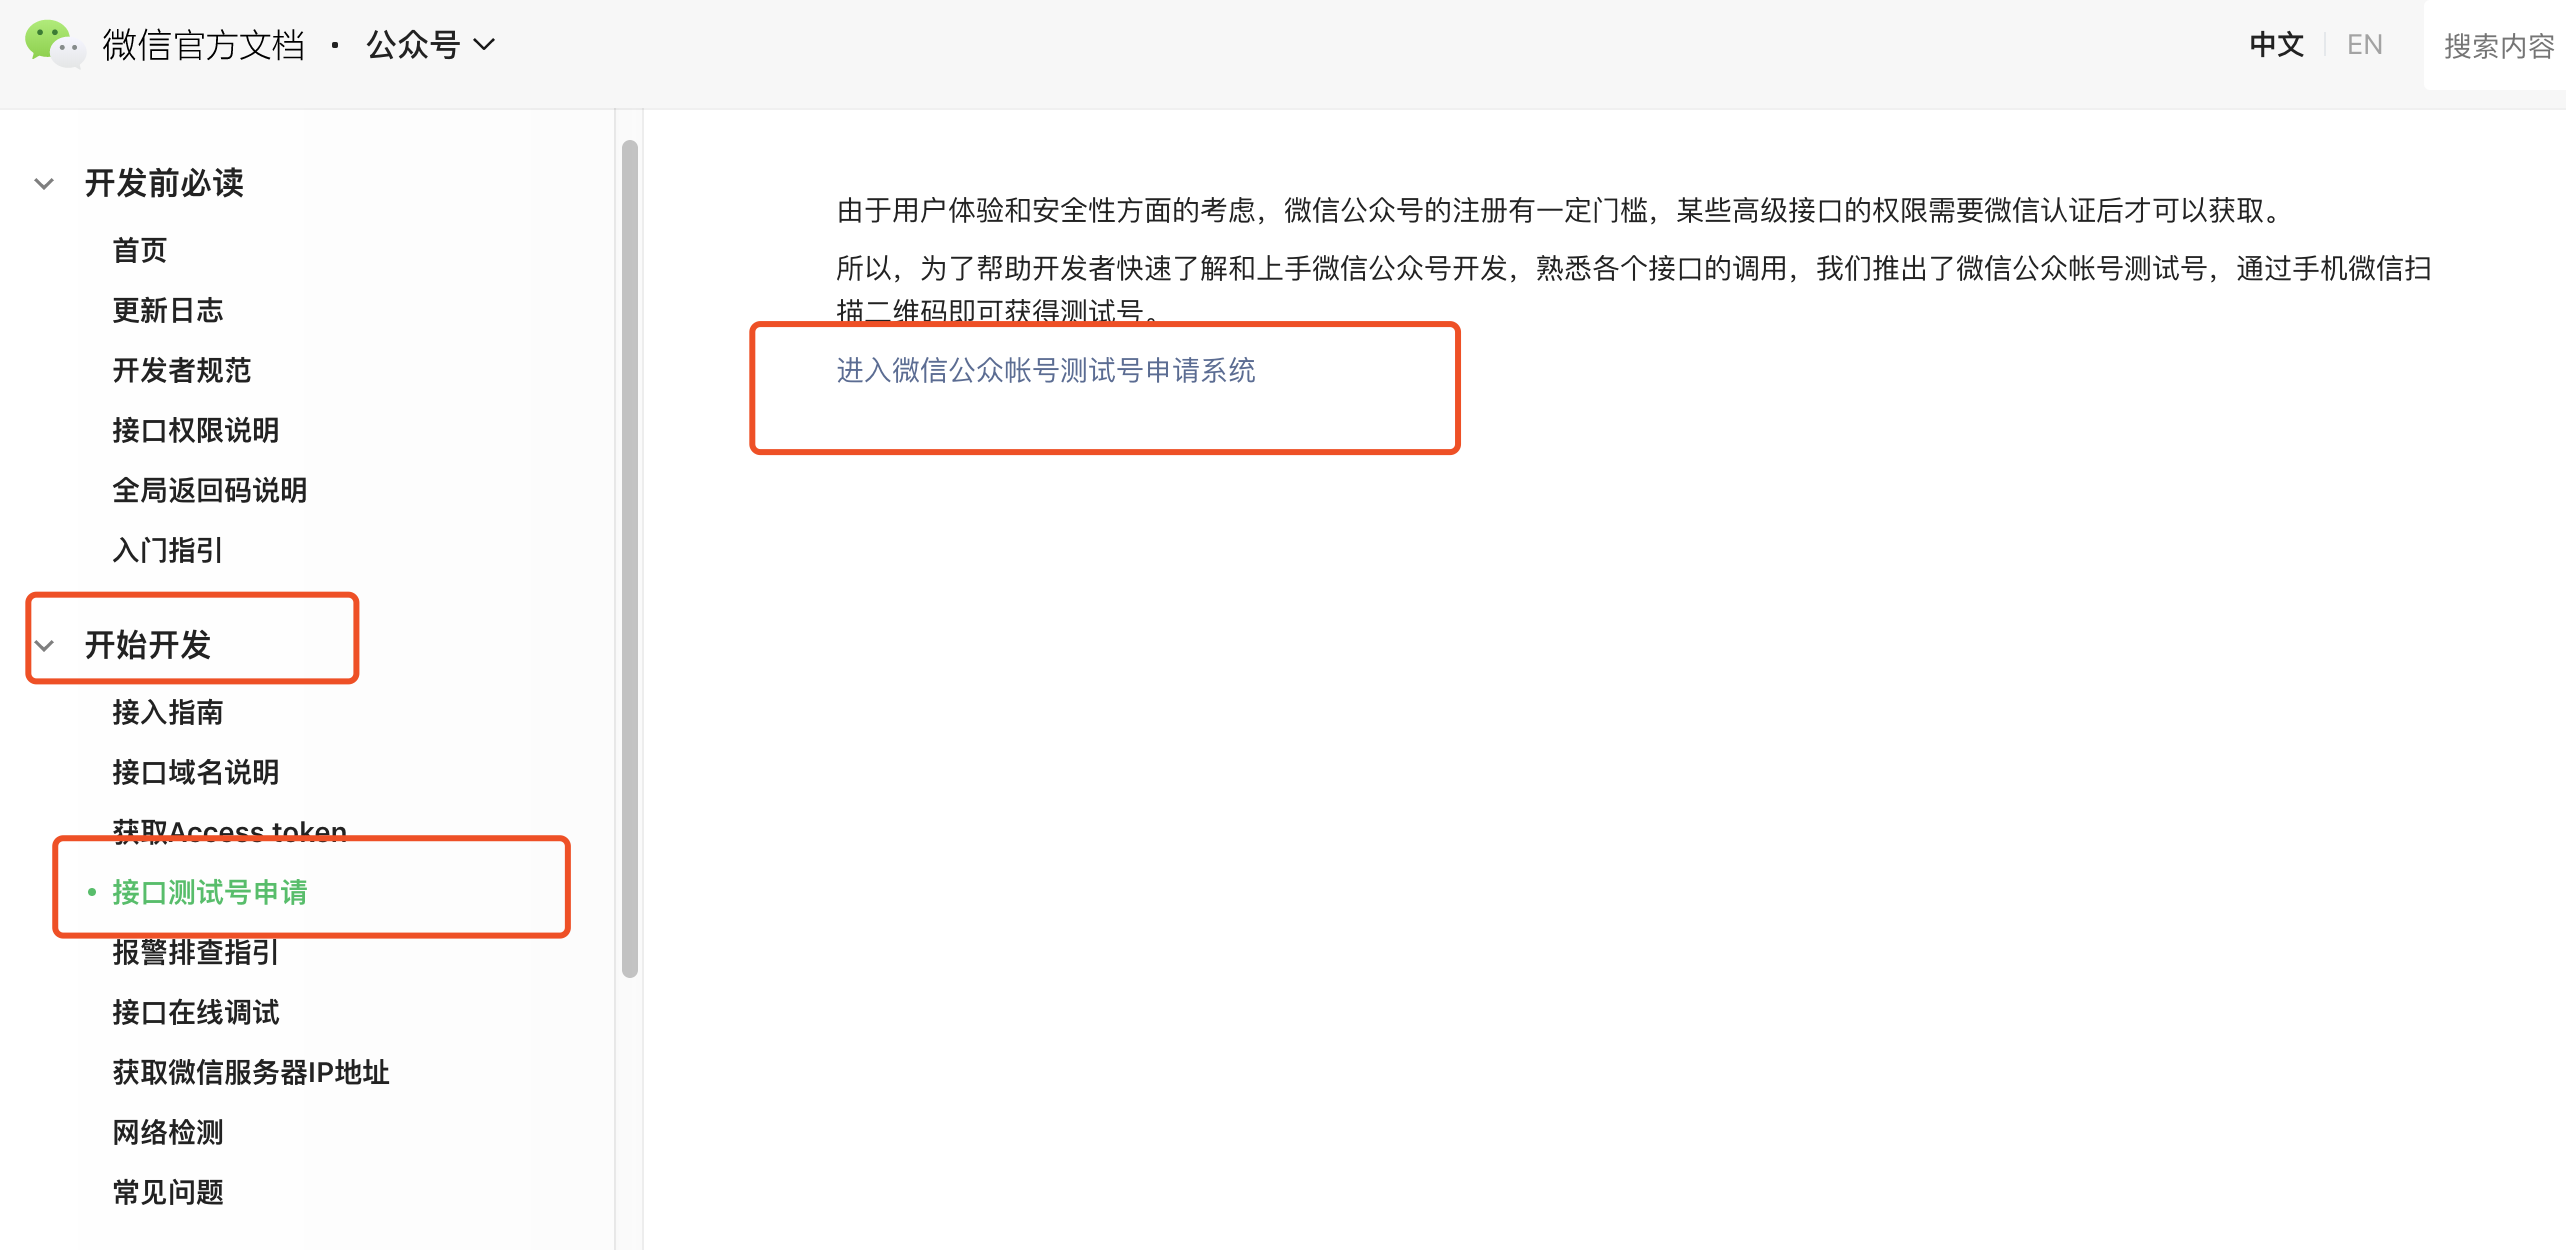 微信官方文档 · 公众号
中文 EN 搜索内容
开发前必读
首页
更新日志
开发者规范
接口权限说明
全局返回码说明
入门指引
开始开发
接入指南
接口域名说明
获取Access token
接口测试号申请
报警排查指引
接口在线调试
获取微信服务器IP地址
网络检测
常见问题
由于用户体验和安全性方面的考虑，微信公众号的注册有一定门槛，某些高级接口的权限需要微信认证后才可以获取。
所以，为了帮助开发者快速了解和上手微信公众号开发，熟悉各个接口的调用，我们推出了微信公众帐号测试号，通过手机微信扫
描二维码即可获得测试号。
进入微信公众帐号测试号申请系统